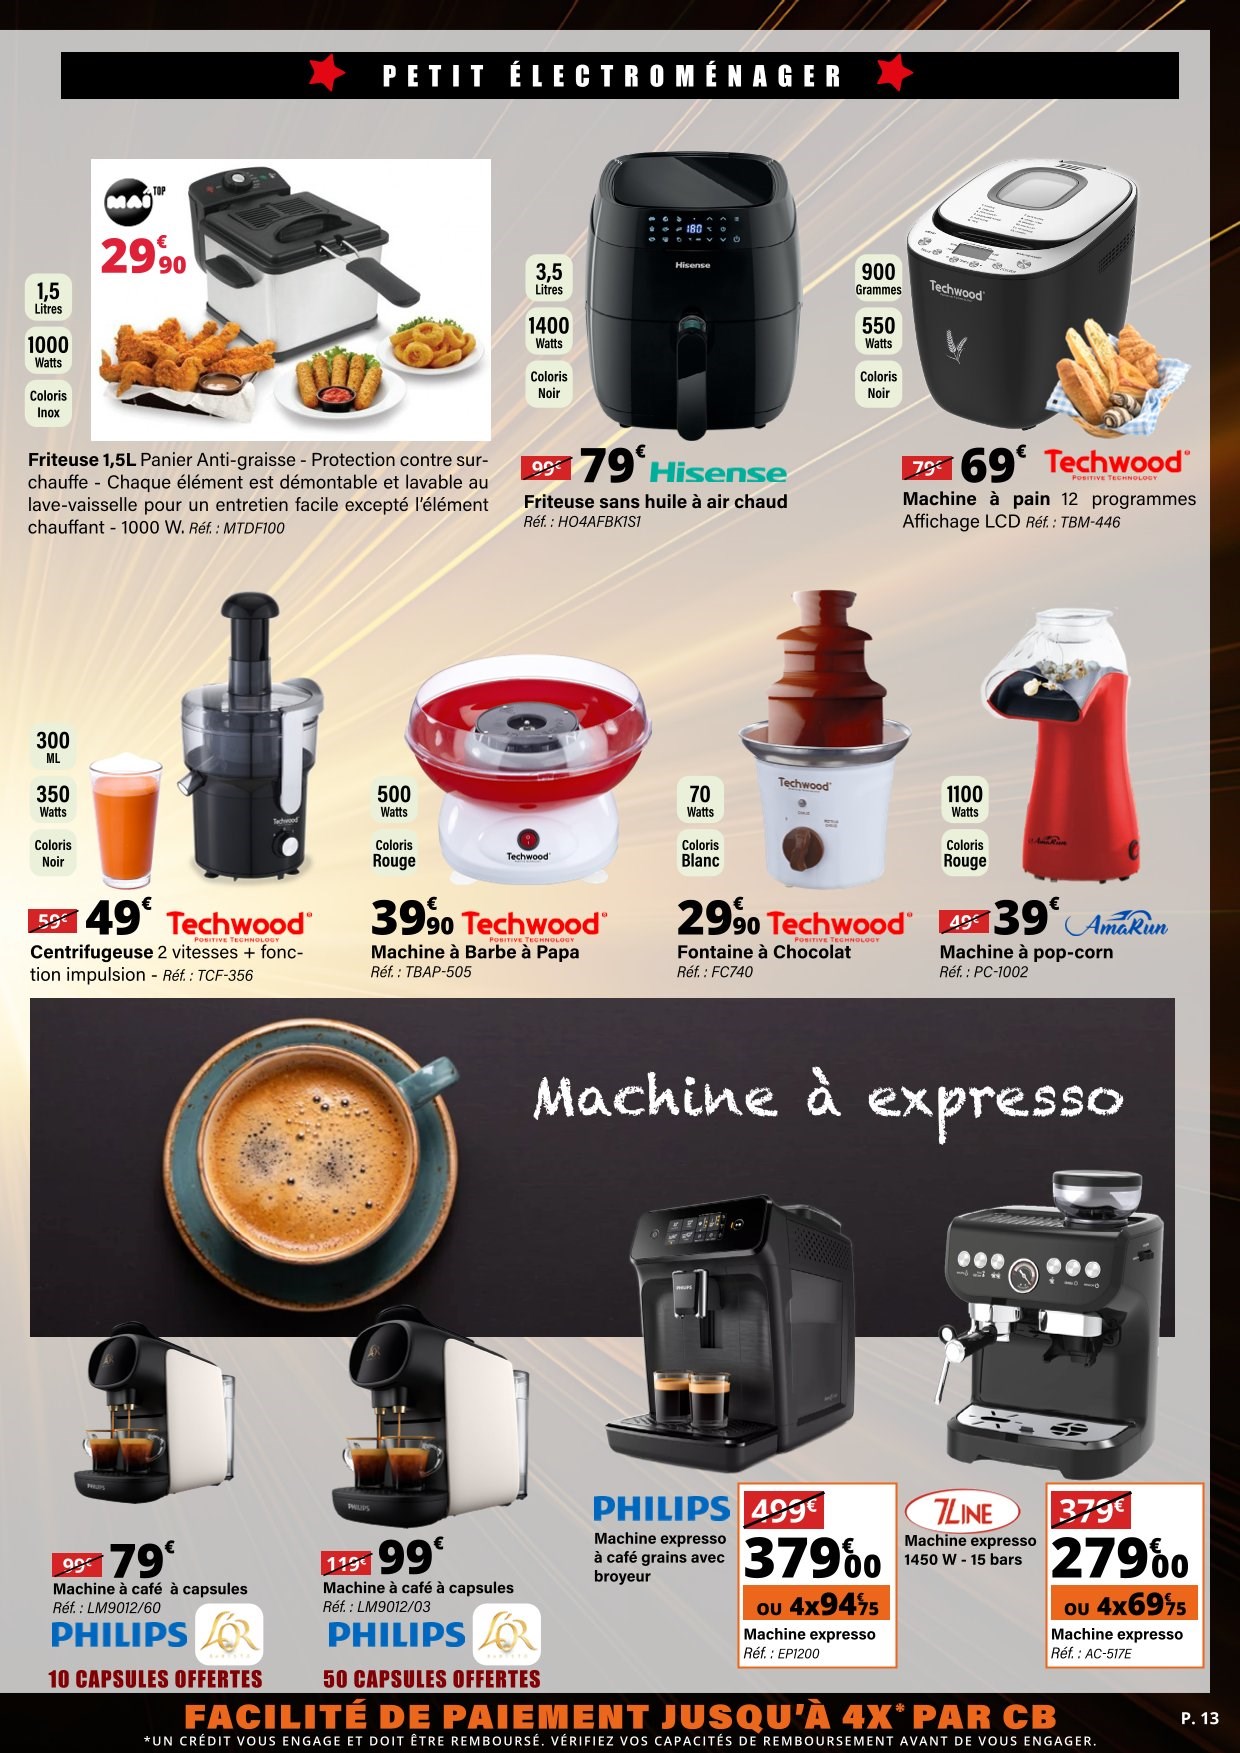 PETIT ÉLECTROMÉNAGER
MAI TOP
29€90
1,5
Litres
1000
Watts
Coloris
Inox
Friteuse 1,5L Panier Anti-graisse - Protection contre sur-
chauffe - Chaque élément est démontable et lavable au
lave-vaisselle pour un entretien facile excepté l'élément
chauffant - 1000 W. Réf. : MTDF100
3,5
Litres
1400
Watts
Coloris
Noir
180
Hisense
99€ 79€ Hisense
Friteuse sans huile à air chaud
Réf. : HO4AFBK1S1
900
Grammes
550
Watts
Coloris
Noir
Techwood
79€ 69€ Techwood
POSITIVE TECHNOLOGY
Machine à pain 12 programmes
Affichage LCD Réf. : TBM-446
300
ML
350
Watts
Coloris
Noir
Techwood
59€ 49€ Techwood
POSITIVE TECHNOLOGY
Centrifugeuse 2 vitesses + fonc-
tion impulsion - Réf. : TCF-356
500
Watts
Coloris
Rouge
Techwood
39€90 Techwood
POSITIVE TECHNOLOGY
Machine à Barbe à Papa
Réf. : TBAP-505
70
Watts
Coloris
Blanc
Techwood
29€90 Techwood
POSITIVE TECHNOLOGY
Fontaine à Chocolat
Réf. : FC740
1100
Watts
Coloris
Rouge
AmaRun
49€ 39€ AmaRun
Machine à pop-corn
Réf. : PC-1002
Machine à expresso
PHILIPS
99€ 79€
Machine à café à capsules
Réf. : LM9012/60
PHILIPS L'OR
BARISTA
10 CAPSULES OFFERTES
PHILIPS
119€ 99€
Machine à café à capsules
Réf. : LM9012/03
PHILIPS L'OR
BARISTA
50 CAPSULES OFFERTES
PHILIPS
PHILIPS
Machine expresso
à café grains avec
broyeur
499€
379€00
OU 4x94€75
Machine expresso
Réf. : EP1200
7LINE
Machine expresso
1450 W - 15 bars
379€
279€00
OU 4x69€75
Machine expresso
Réf. : AC-517E
FACILITÉ DE PAIEMENT JUSQU'À 4X* PAR CB
P. 13
*UN CRÉDIT VOUS ENGAGE ET DOIT ÊTRE REMBOURSÉ. VÉRIFIEZ VOS CAPACITÉS DE REMBOURSEMENT AVANT DE VOUS ENGAGER.